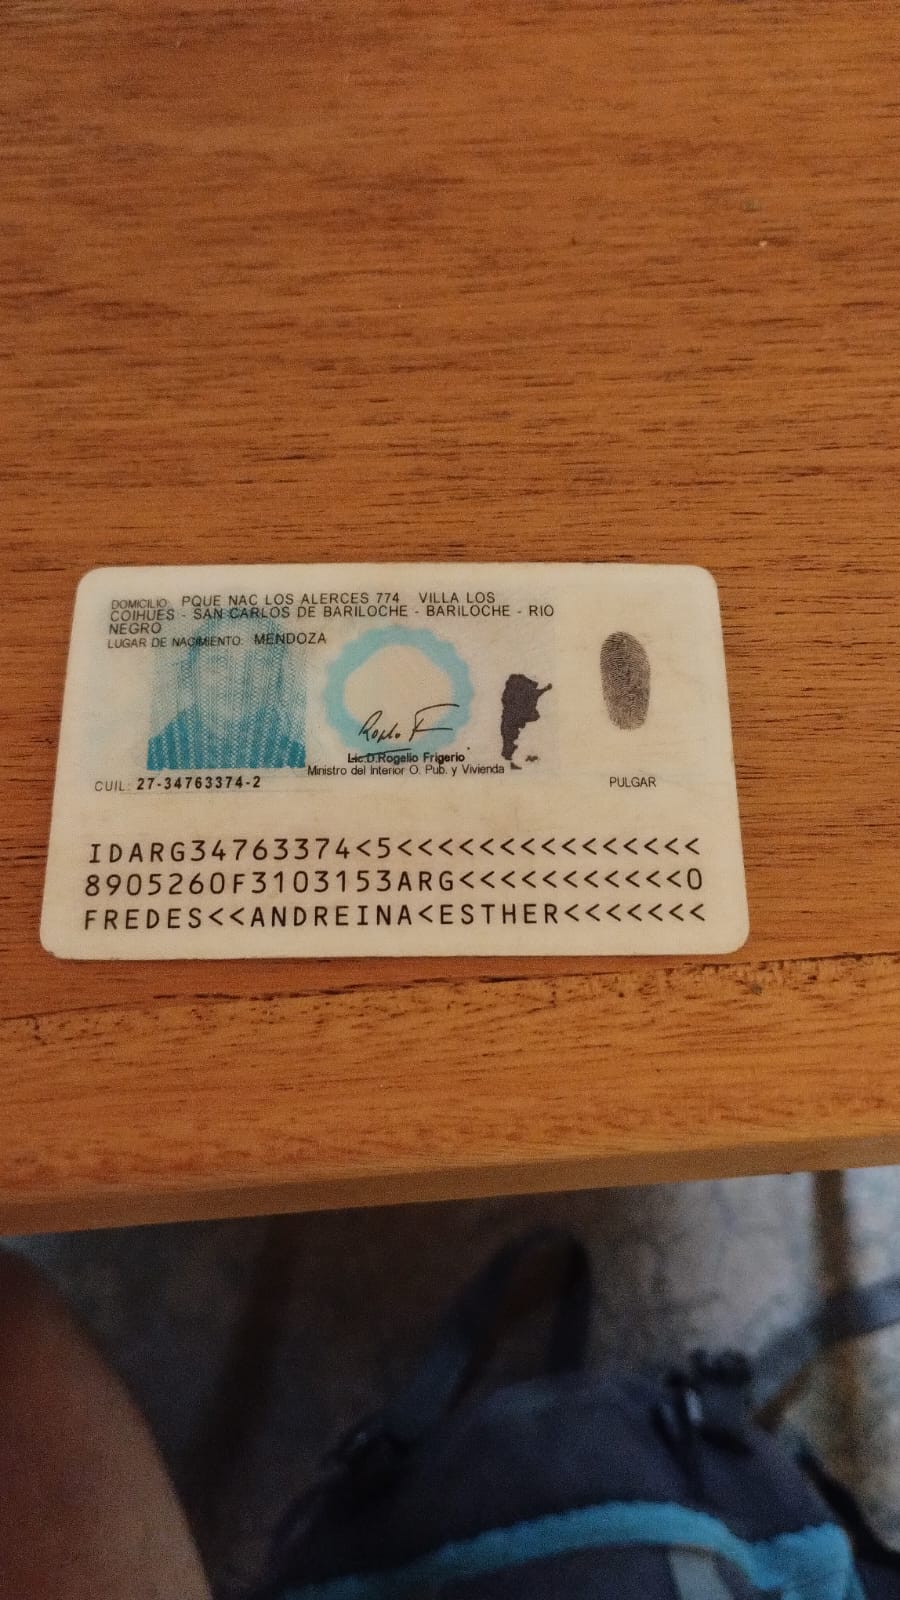 DOMICILIO: PQUE NAC LOS ALERCES 774 VILLA LOS
COIHUES - SAN CARLOS DE BARILOCHE - BARILOCHE - RIO
NEGRO
LUGAR DE NACIMIENTO: MENDOZA
Lic D.Rogelio Frigerio
Ministro del Interior O. Pub. y Vivienda
CUIL: 27-34763374-2
PULGAR
IDARG34763374<5<<<<<<<<<<<<<<<
8905260F3103153ARG<<<<<<<<<<<0
FREDES<<ANDREINA<ESTHER<<<<<<<